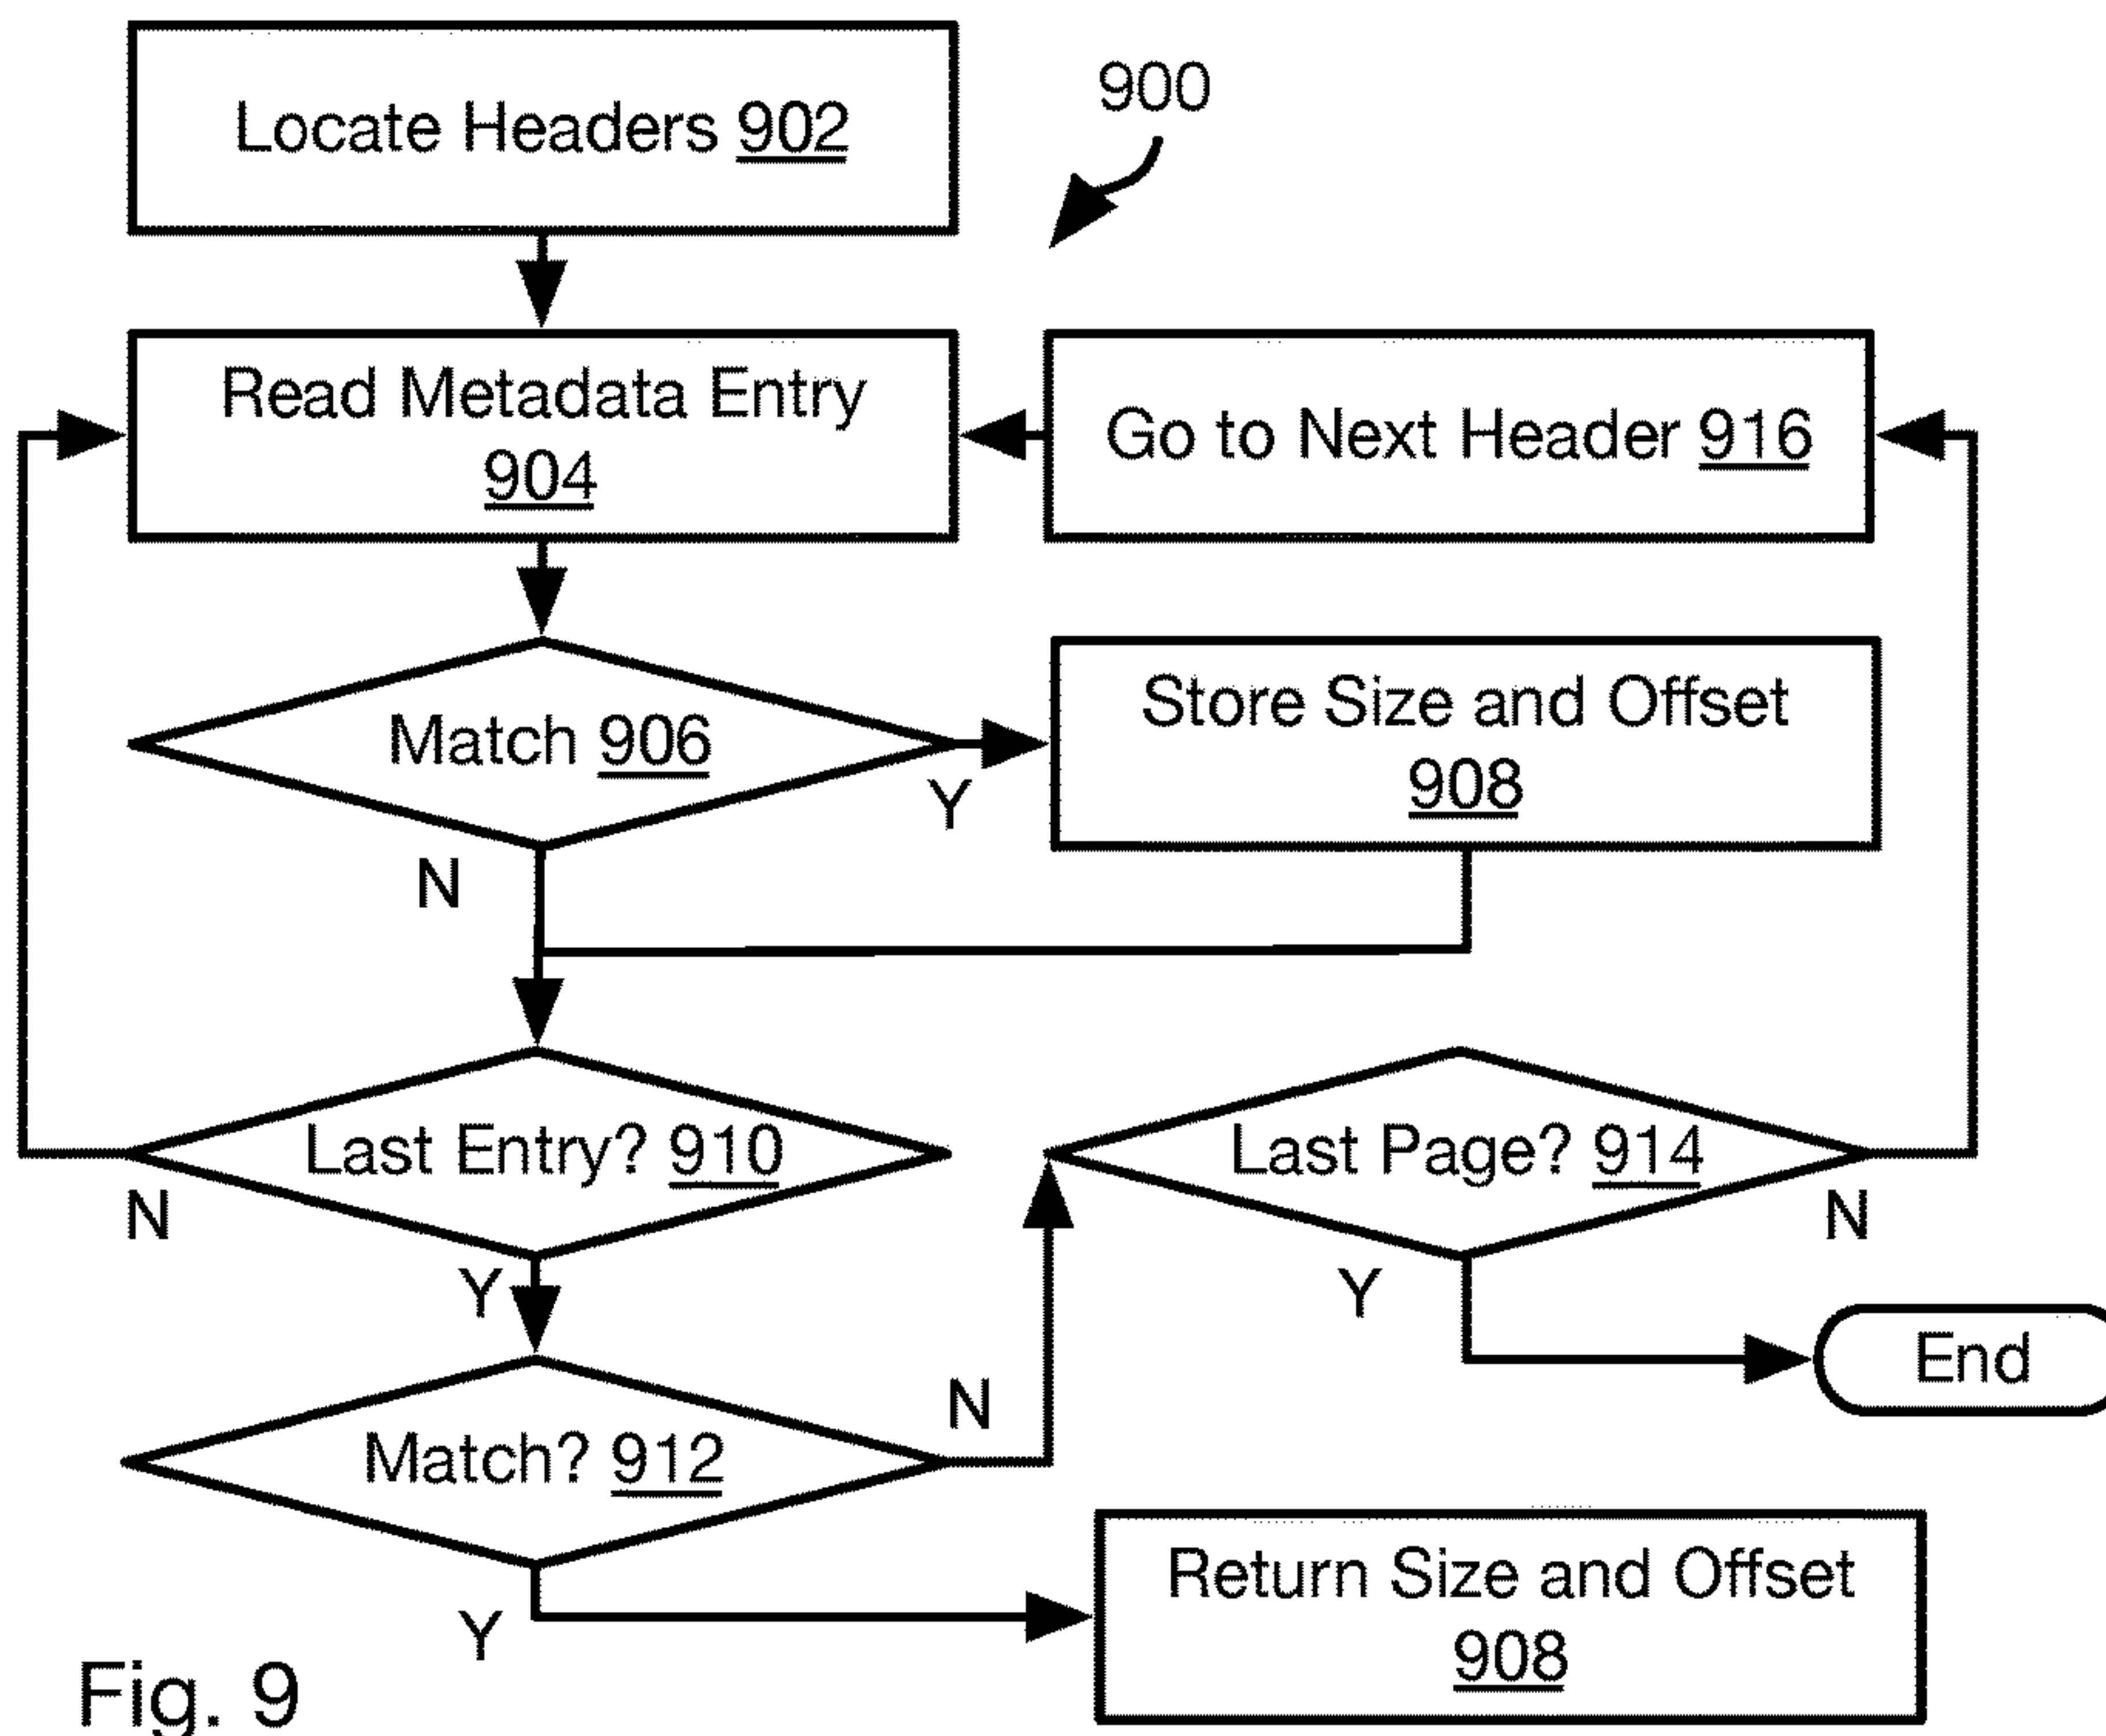 Locate Headers 902
900
Read Metadata Entry
904
Go to Next Header 916
Match 906
Y
Store Size and Offset
908
N
Last Entry? 910
N
Y
Last Page? 914
N
Y
End
Match? 912
N
Y
Return Size and Offset
908
Fig. 9